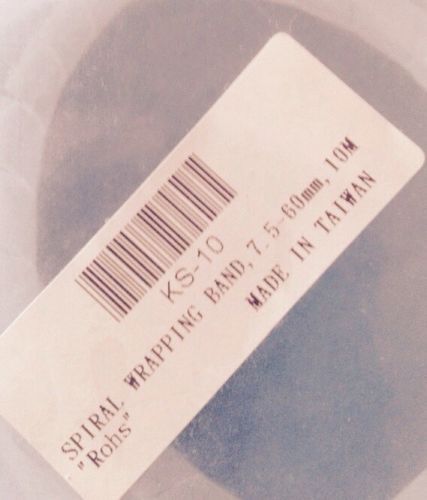 KS-10
SPIRAL WRAPPING BAND,7.5-60mm,10M
"Rohs"
MADE IN TAIWAN